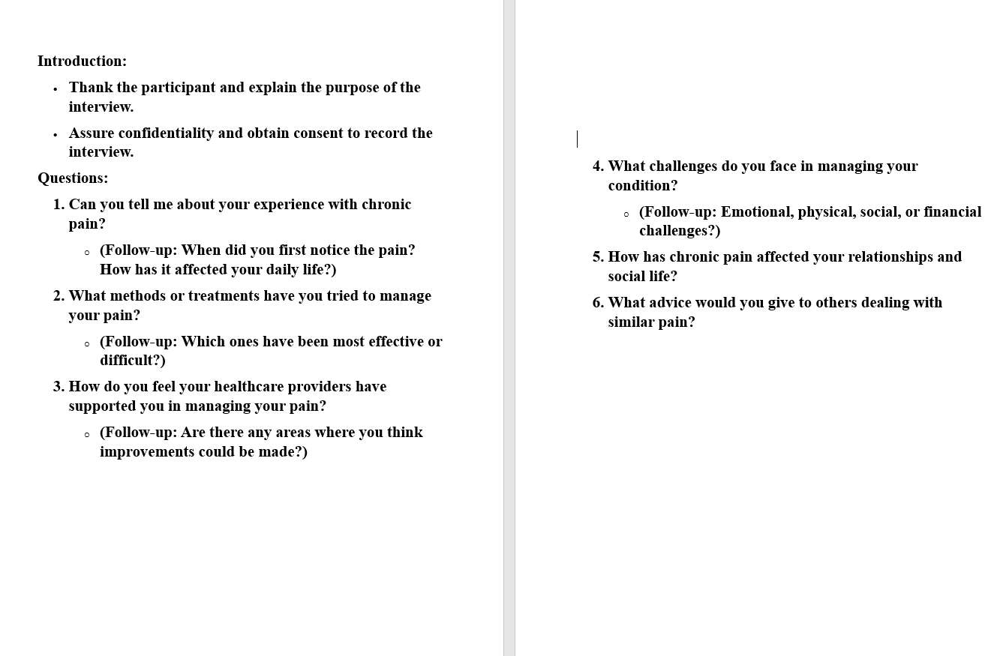 Introduction:
• Thank the participant and explain the purpose of the
interview.
• Assure confidentiality and obtain consent to record the
interview.
Questions:
1. Can you tell me about your experience with chronic
pain?
○ (Follow-up: When did you first notice the pain?
How has it affected your daily life?)
2. What methods or treatments have you tried to manage
your pain?
○ (Follow-up: Which ones have been most effective or
difficult?)
3. How do you feel your healthcare providers have
supported you in managing your pain?
○ (Follow-up: Are there any areas where you think
improvements could be made?)
4. What challenges do you face in managing your
condition?
○ (Follow-up: Emotional, physical, social, or financial
challenges?)
5. How has chronic pain affected your relationships and
social life?
6. What advice would you give to others dealing with
similar pain?